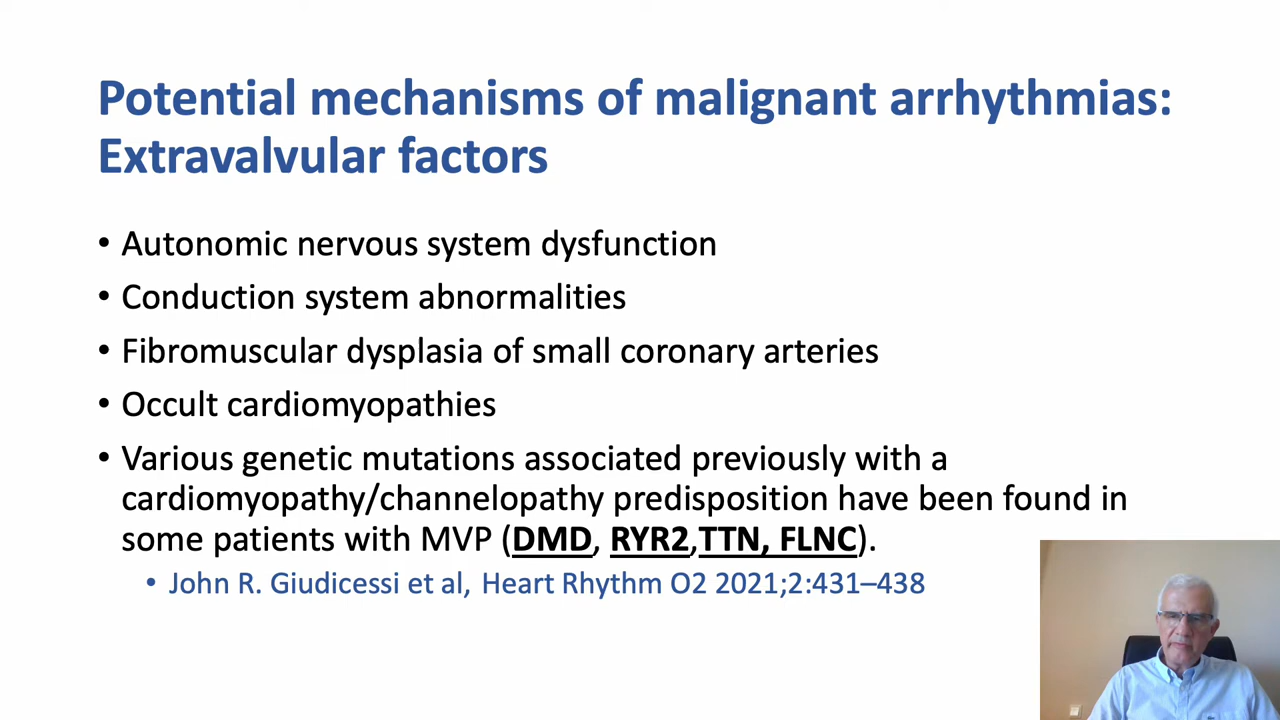 Potential mechanisms of malignant arrhythmias:
Extravalvular factors
• Autonomic nervous system dysfunction
• Conduction system abnormalities
• Fibromuscular dysplasia of small coronary arteries
• Occult cardiomyopathies
• Various genetic mutations associated previously with a
cardiomyopathy/channelopathy predisposition have been found in
some patients with MVP (DMD, RYR2,TTN, FLNC).
• John R. Giudicessi et al, Heart Rhythm O2 2021;2:431–438